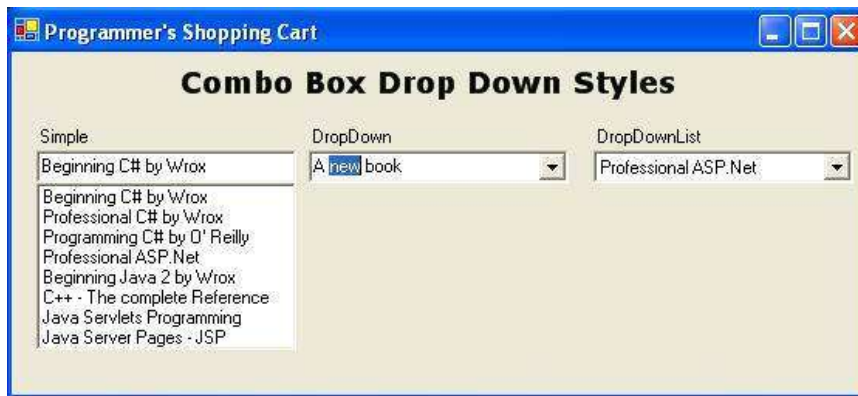 Programmer's Shopping Cart
Combo Box Drop Down Styles
Simple
DropDown
DropDownList
Beginning C# by Wrox
A new book
Professional ASP.Net
Beginning C# by Wrox
Professional C# by Wrox
Programming C# by O' Reilly
Professional ASP.Net
Beginning Java 2 by Wrox
C++ - The complete Reference
Java Servlets Programming
Java Server Pages - JSP